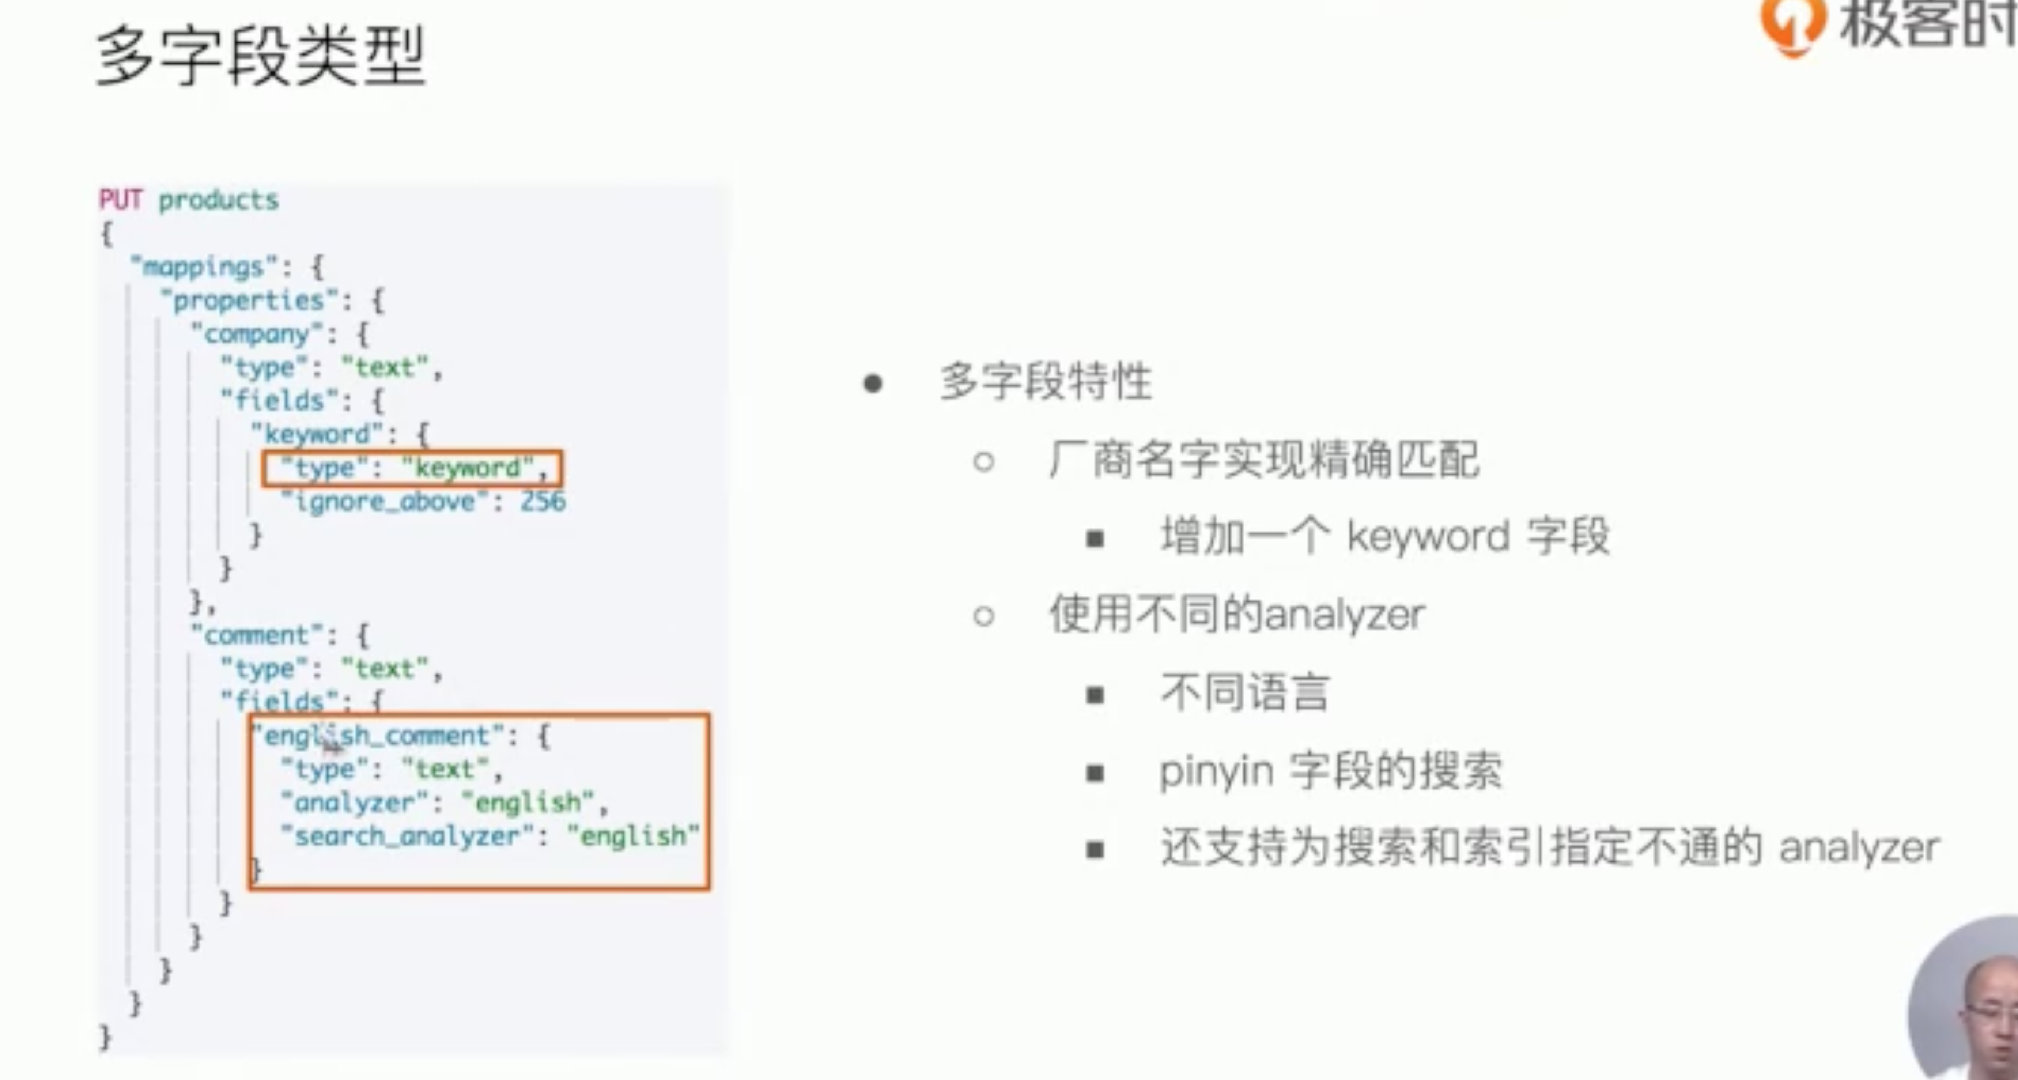 多字段类型
极客时
PUT products
{
"mappings": {
"properties": {
"company": {
"type": "text",
"fields": {
"keyword": {
"type": "keyword",
"ignore_above": 256
}
}
},
"comment": {
"type": "text",
"fields": {
"english_comment": {
"type": "text",
"analyzer": "english",
"search_analyzer": "english"
}
}
}
}
}
}
● 多字段特性
○ 厂商名字实现精确匹配
■ 增加一个 keyword 字段
○ 使用不同的analyzer
■ 不同语言
■ pinyin 字段的搜索
■ 还支持为搜索和索引指定不通的 analyzer